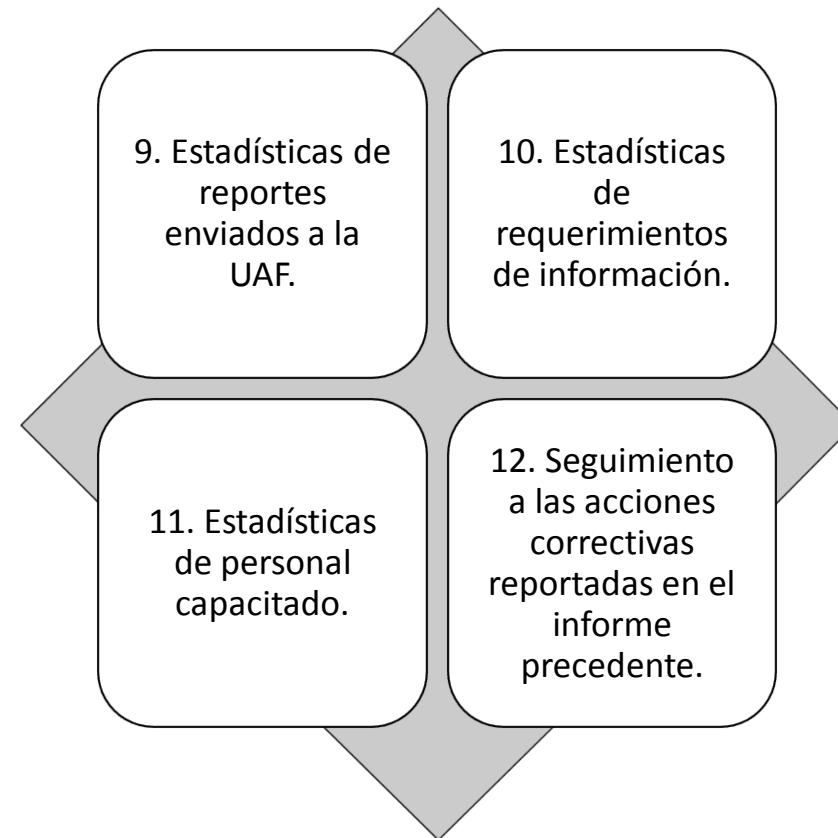 9. Estadísticas de
reportes
enviados a la
UAF.
10. Estadísticas
de
requerimientos
de información.
11. Estadísticas
de personal
capacitado.
12. Seguimiento
a las acciones
correctivas
reportadas en el
informe
precedente.